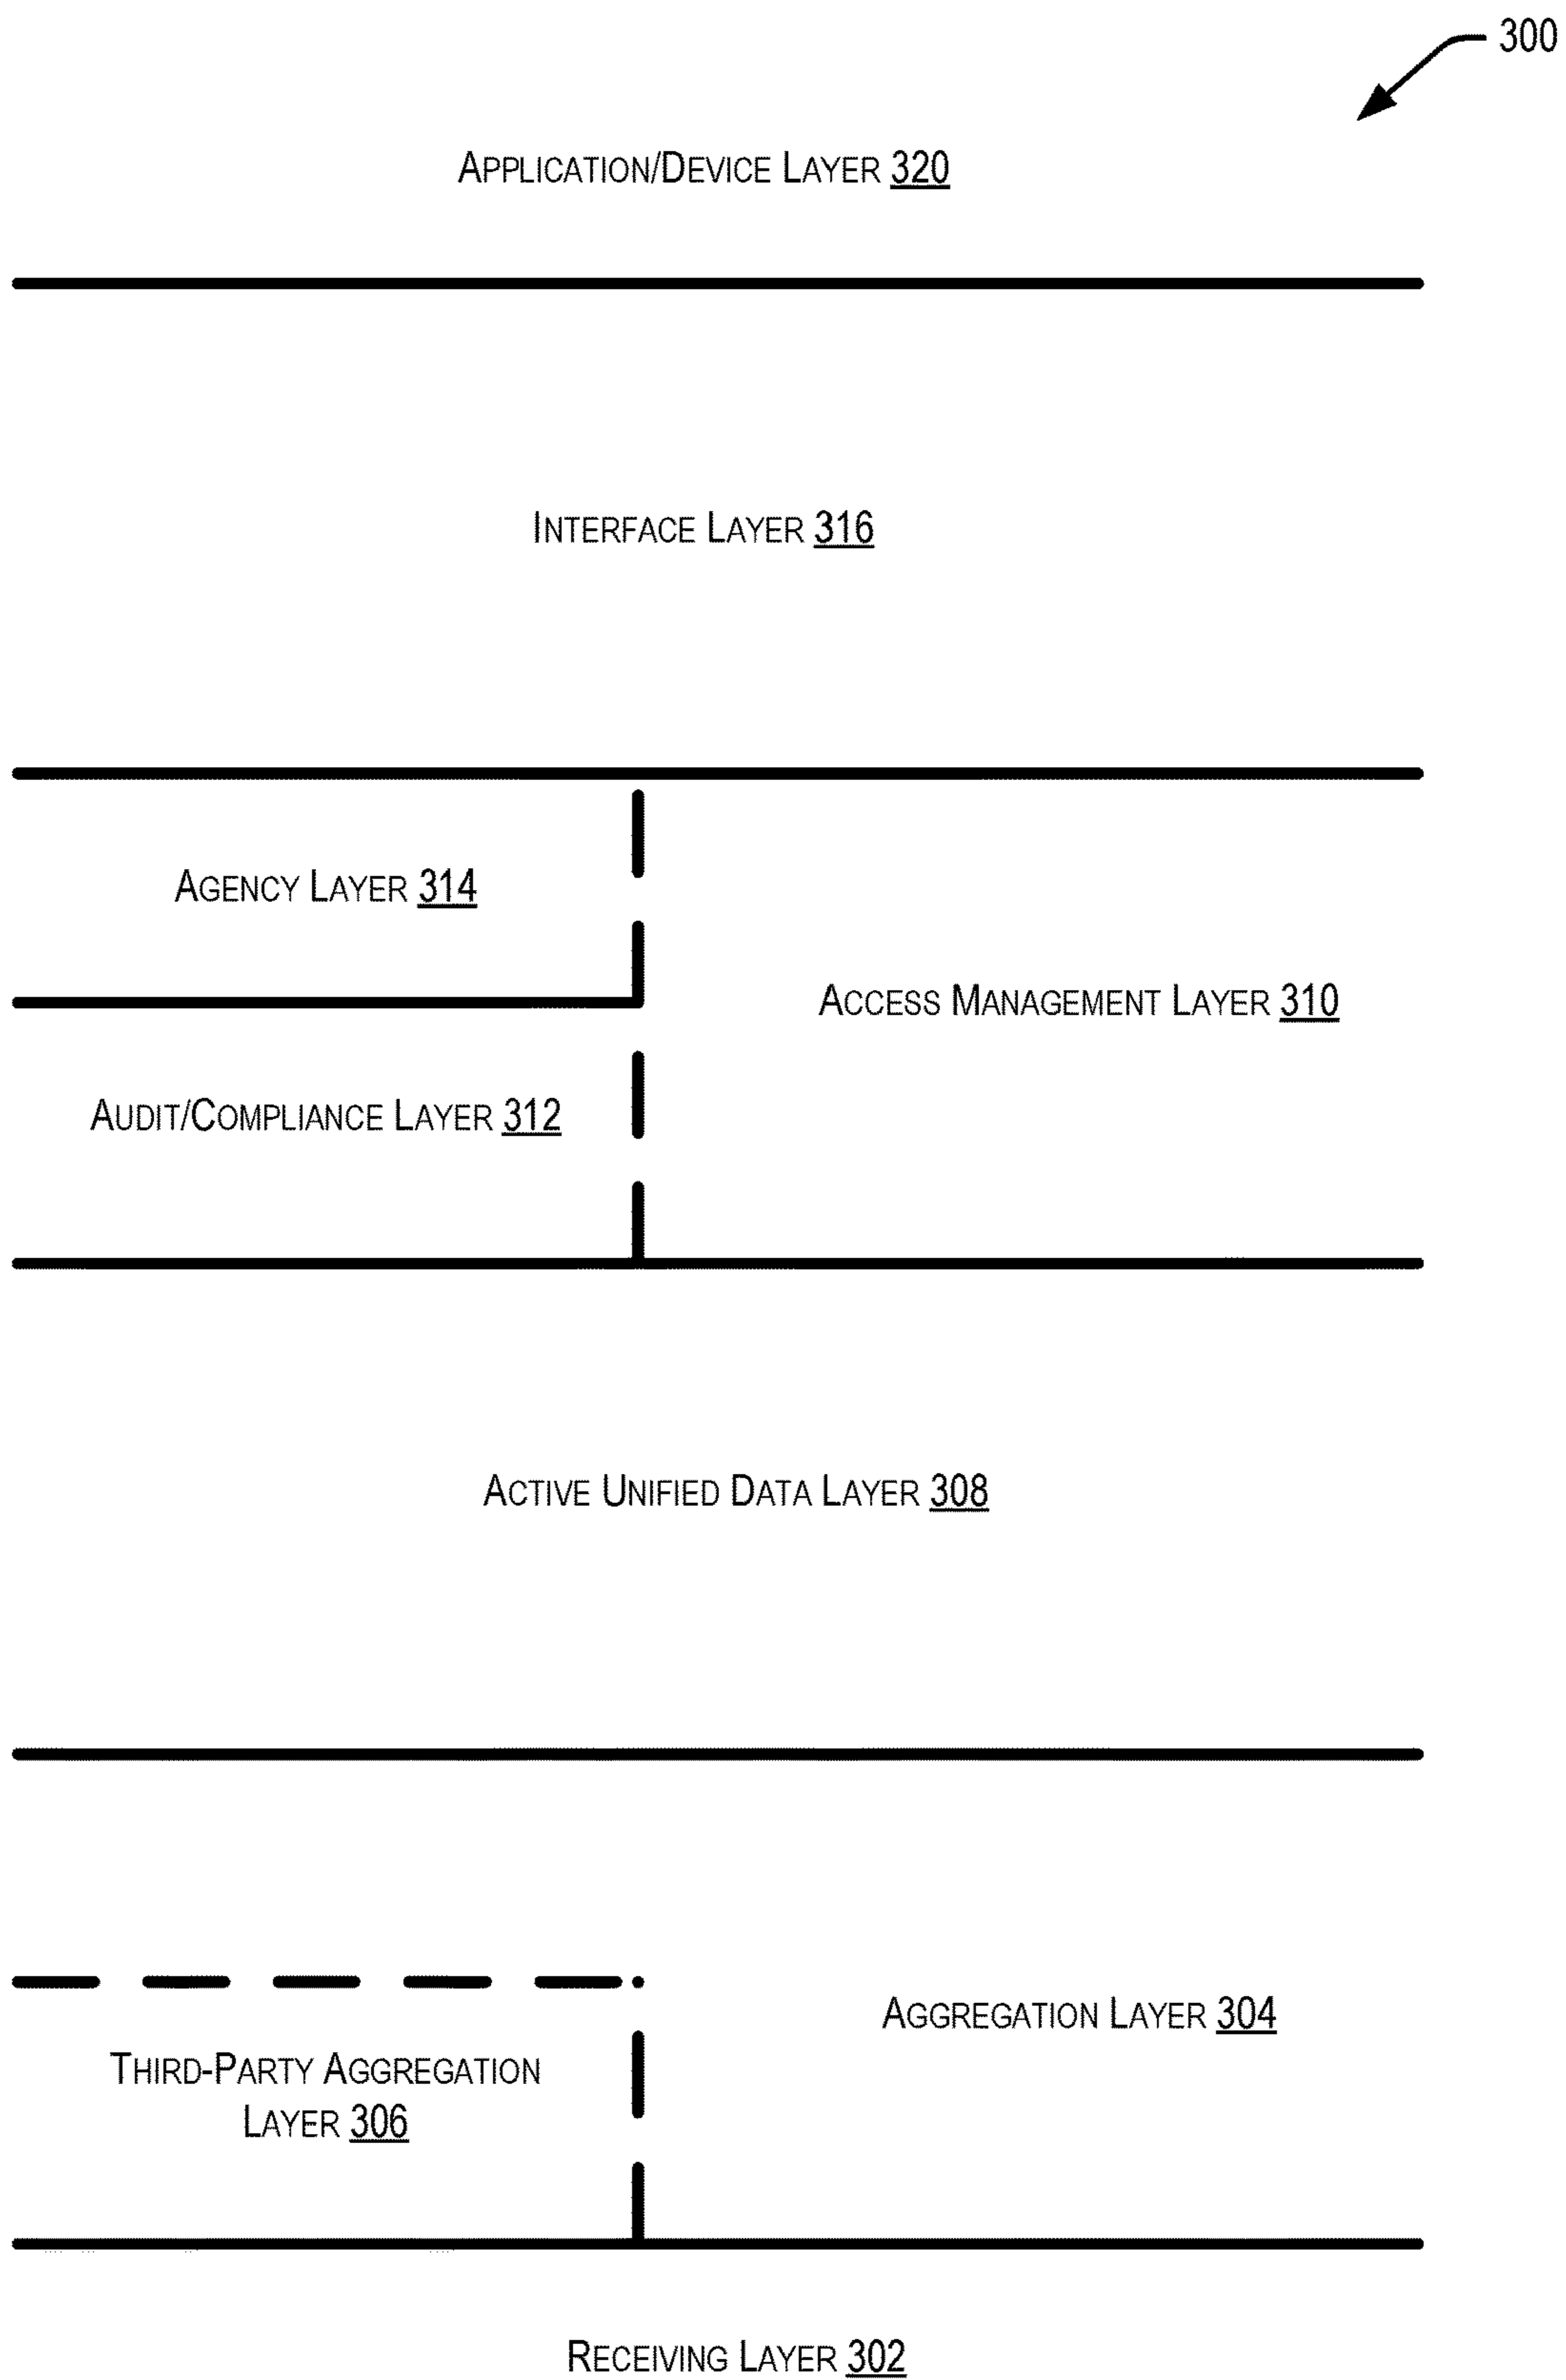 300
APPLICATION/DEVICE LAYER 320
INTERFACE LAYER 316
AGENCY LAYER 314
ACCESS MANAGEMENT LAYER 310
AUDIT/COMPLIANCE LAYER 312
ACTIVE UNIFIED DATA LAYER 308
AGGREGATION LAYER 304
THIRD-PARTY AGGREGATION
LAYER 306
RECEIVING LAYER 302